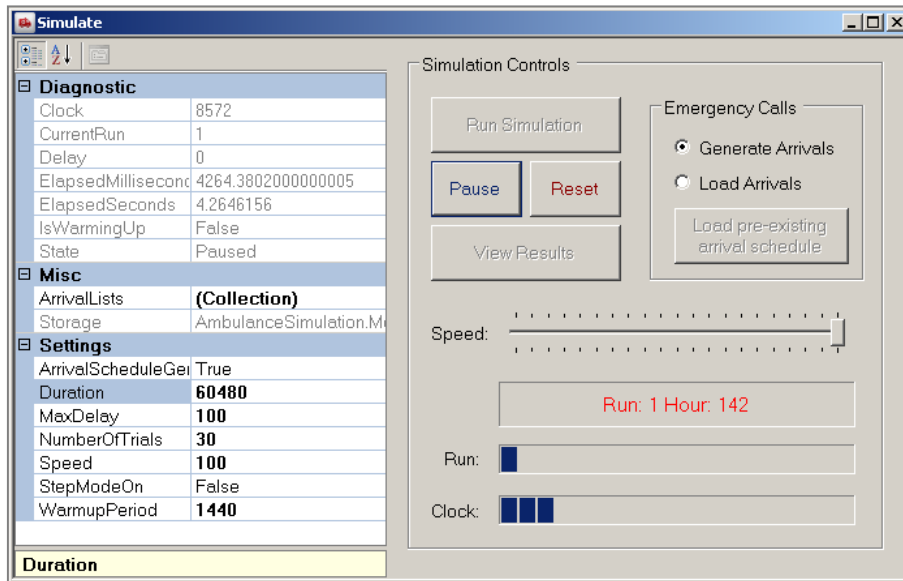 Simulate
Diagnostic
Clock 8572
CurrentRun 1
Delay 0
ElapsedMillisecond 4264.3802000000005
ElapsedSeconds 4.2646156
IsWarmingUp False
State Paused
Misc
ArrivalLists (Collection)
Storage AmbulanceSimulation.Mo
Settings
ArrivalScheduleGei True
Duration 60480
MaxDelay 100
NumberOfTrials 30
Speed 100
StepModeOn False
WarmupPeriod 1440
Duration
Simulation Controls
Run Simulation
Pause
Reset
View Results
Emergency Calls
Generate Arrivals
Load Arrivals
Load pre-existing
arrival schedule
Speed:
Run: 1 Hour: 142
Run:
Clock: